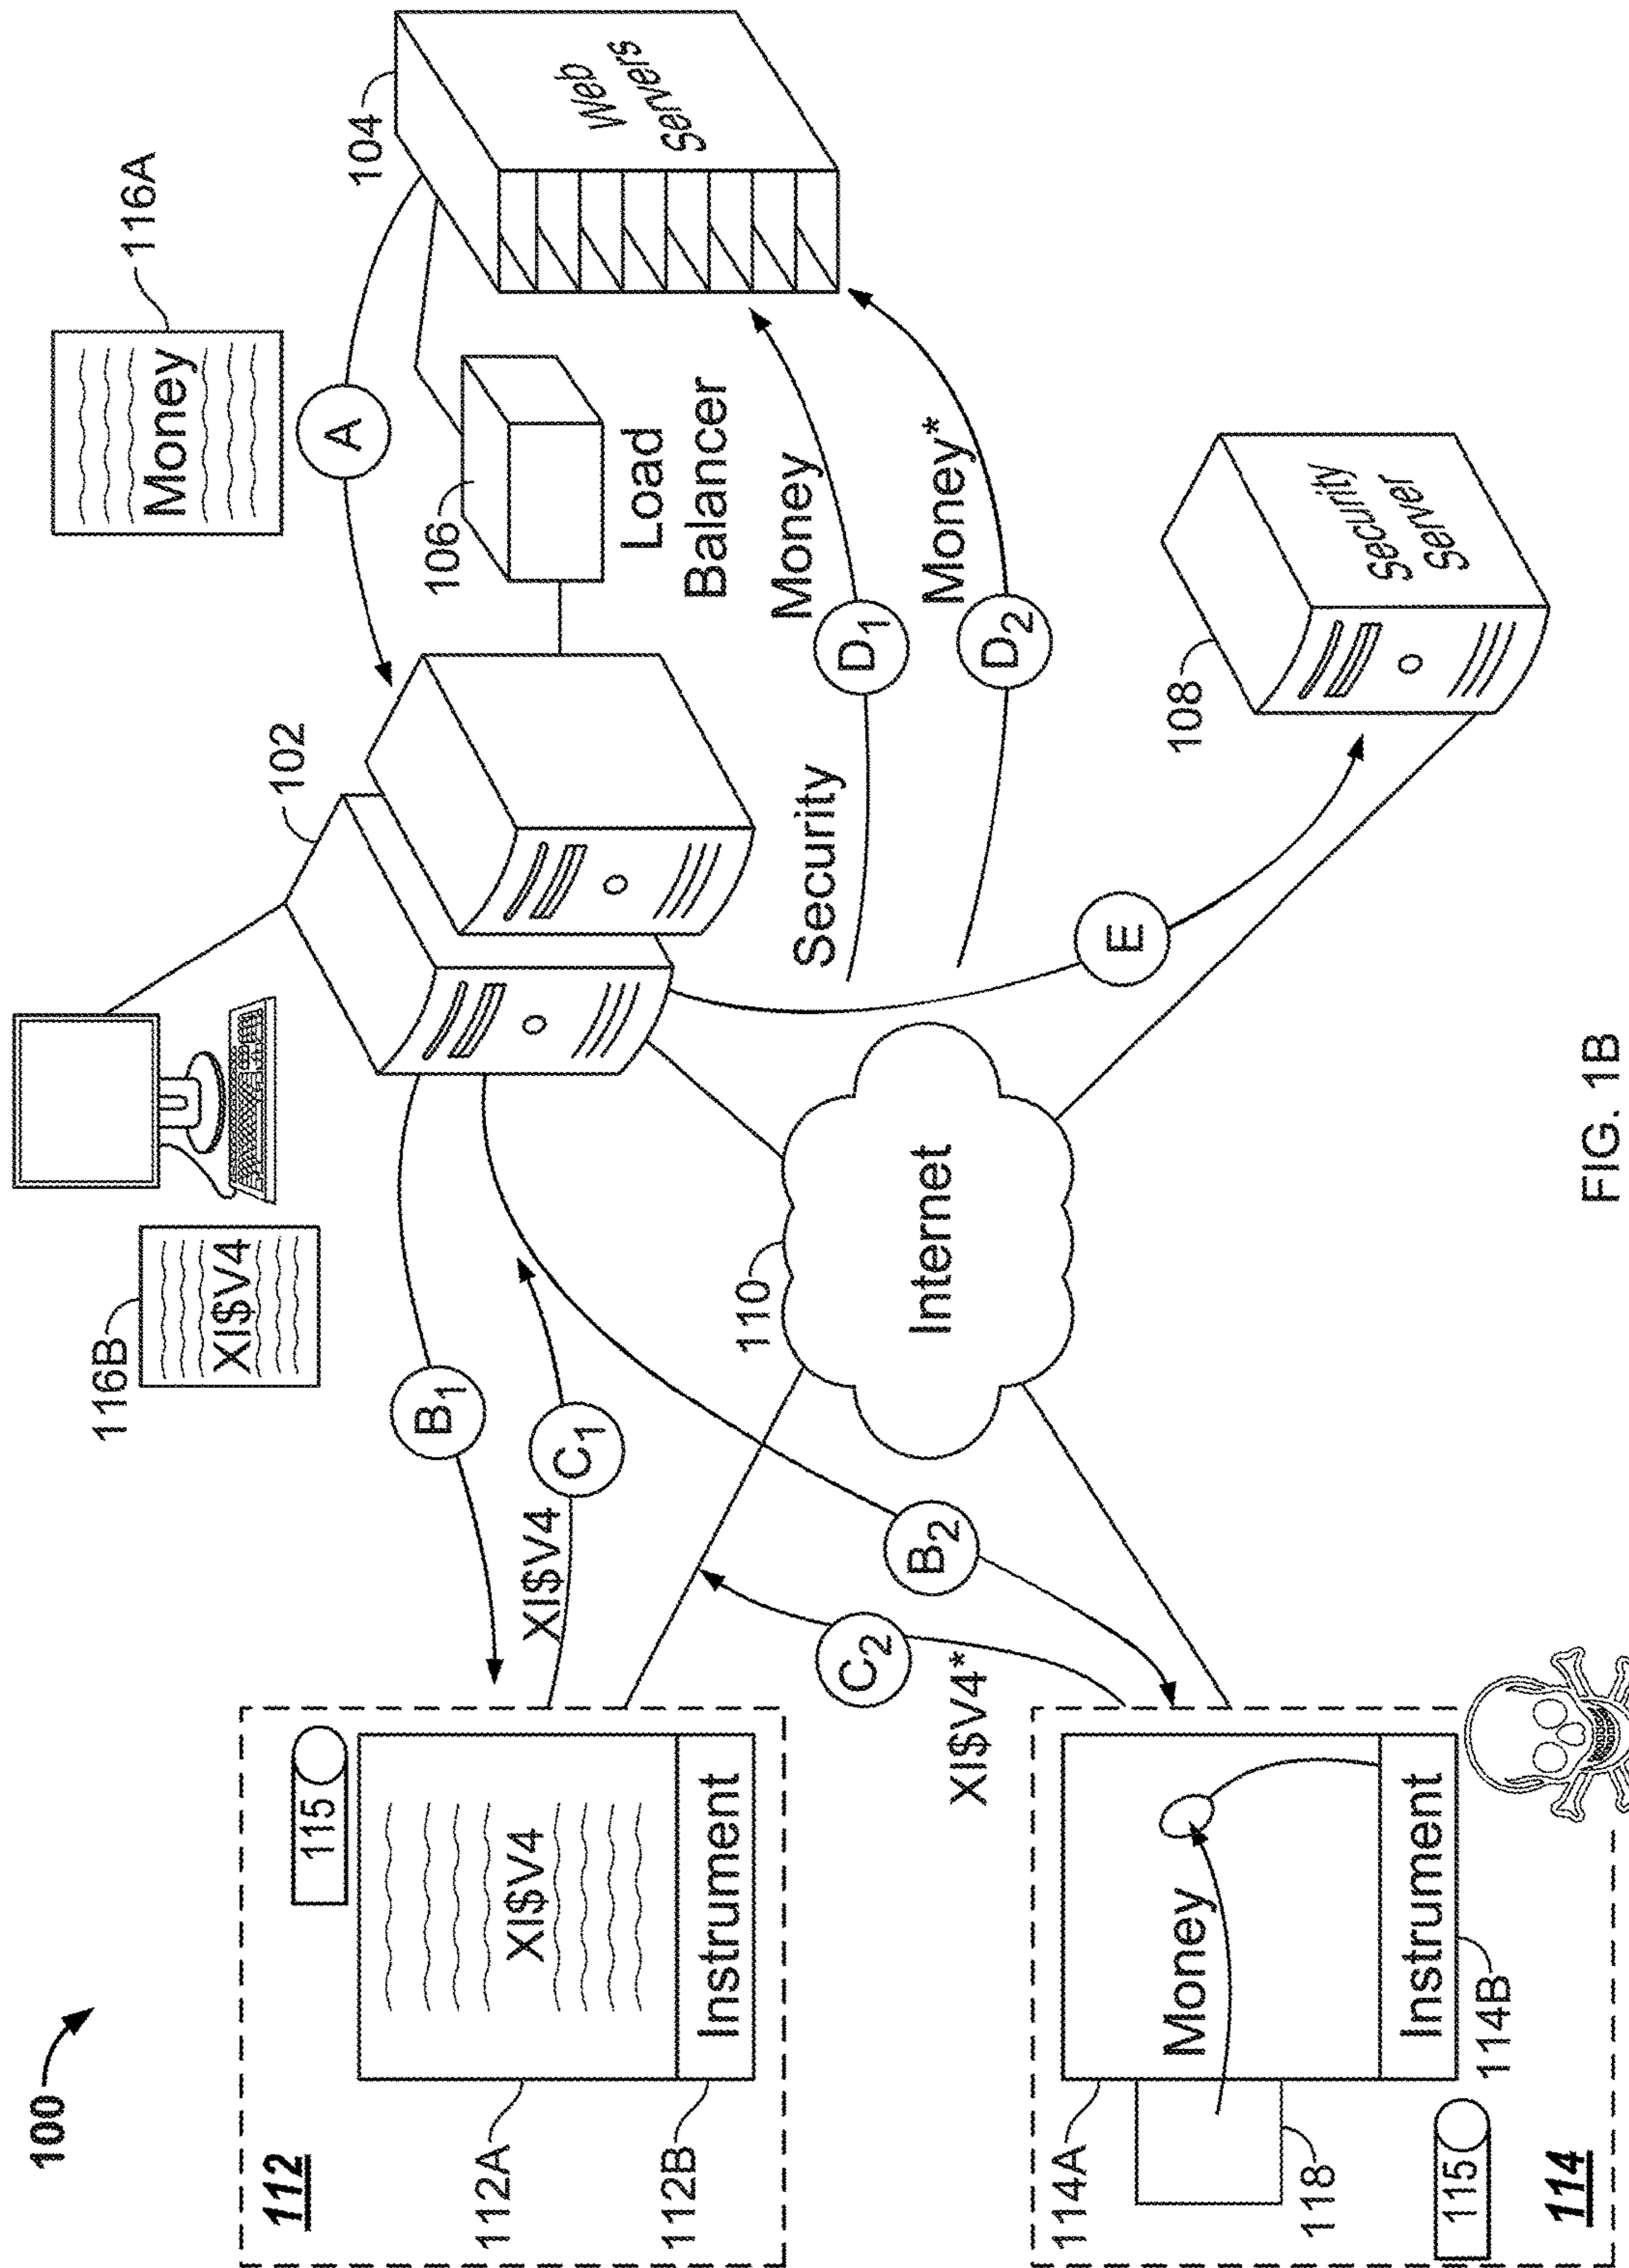 100
112
115
XI$V4
Instrument
112A
112B
114
114A
118
Money
Instrument
114B
115
116B
XI$V4
B1
C1
XI$V4
B2
C2
XI$V4*
110
Internet
102
Security
116A
Money
A
104
Web
Servers
106
Load
Balancer
D1
Money
D2
Money*
E
108
Security
Server
FIG. 1B